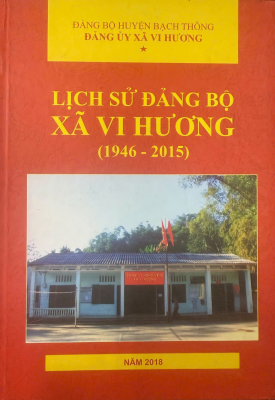 ĐẢNG BỘ HUYỆN BẠCH THÔNG
ĐẢNG ỦY XÃ VI HƯƠNG
LỊCH SỬ ĐẢNG BỘ
XÃ VI HƯƠNG
(1946 - 2015)
NĂM 2018